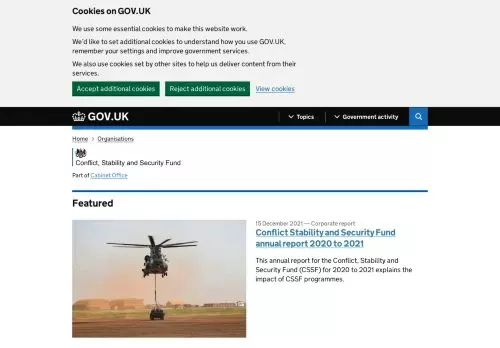 Cookies on GOV.UK
We use some essential cookies to make this website work.
We'd like to set additional cookies to understand how you use GOV.UK,
remember your settings and improve government services.
We also use cookies set by other sites to help us deliver content from their
services.
Accept additional cookies Reject additional cookies View cookies
GOV.UK Topics Government activity
Home Organisations
Conflict, Stability and Security Fund
Part of Cabinet Office
Featured
15 December 2021 — Corporate report
Conflict Stability and Security Fund
annual report 2020 to 2021
This annual report for the Conflict, Stability and
Security Fund (CSSF) for 2020 to 2021 explains the
impact of CSSF programmes.